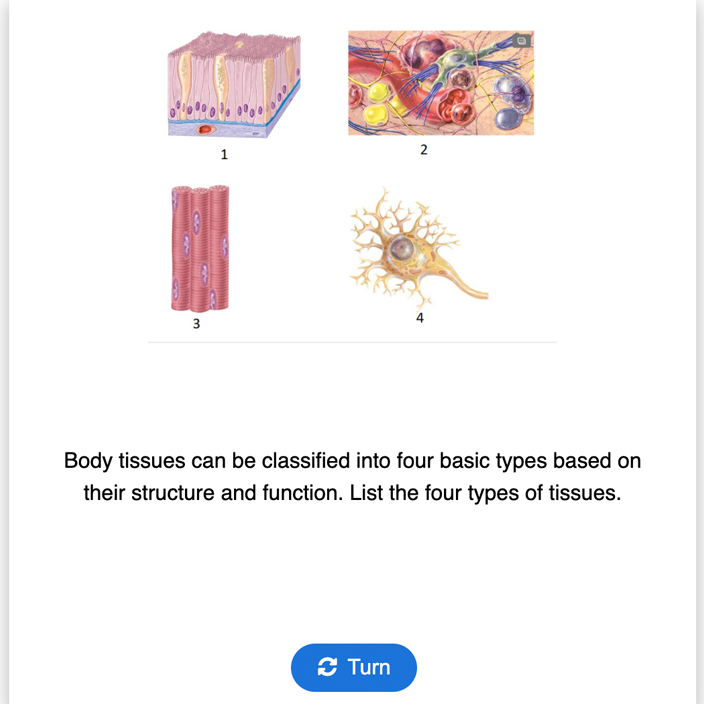 1
2
3
4
Body tissues can be classified into four basic types based on
their structure and function. List the four types of tissues.
Turn